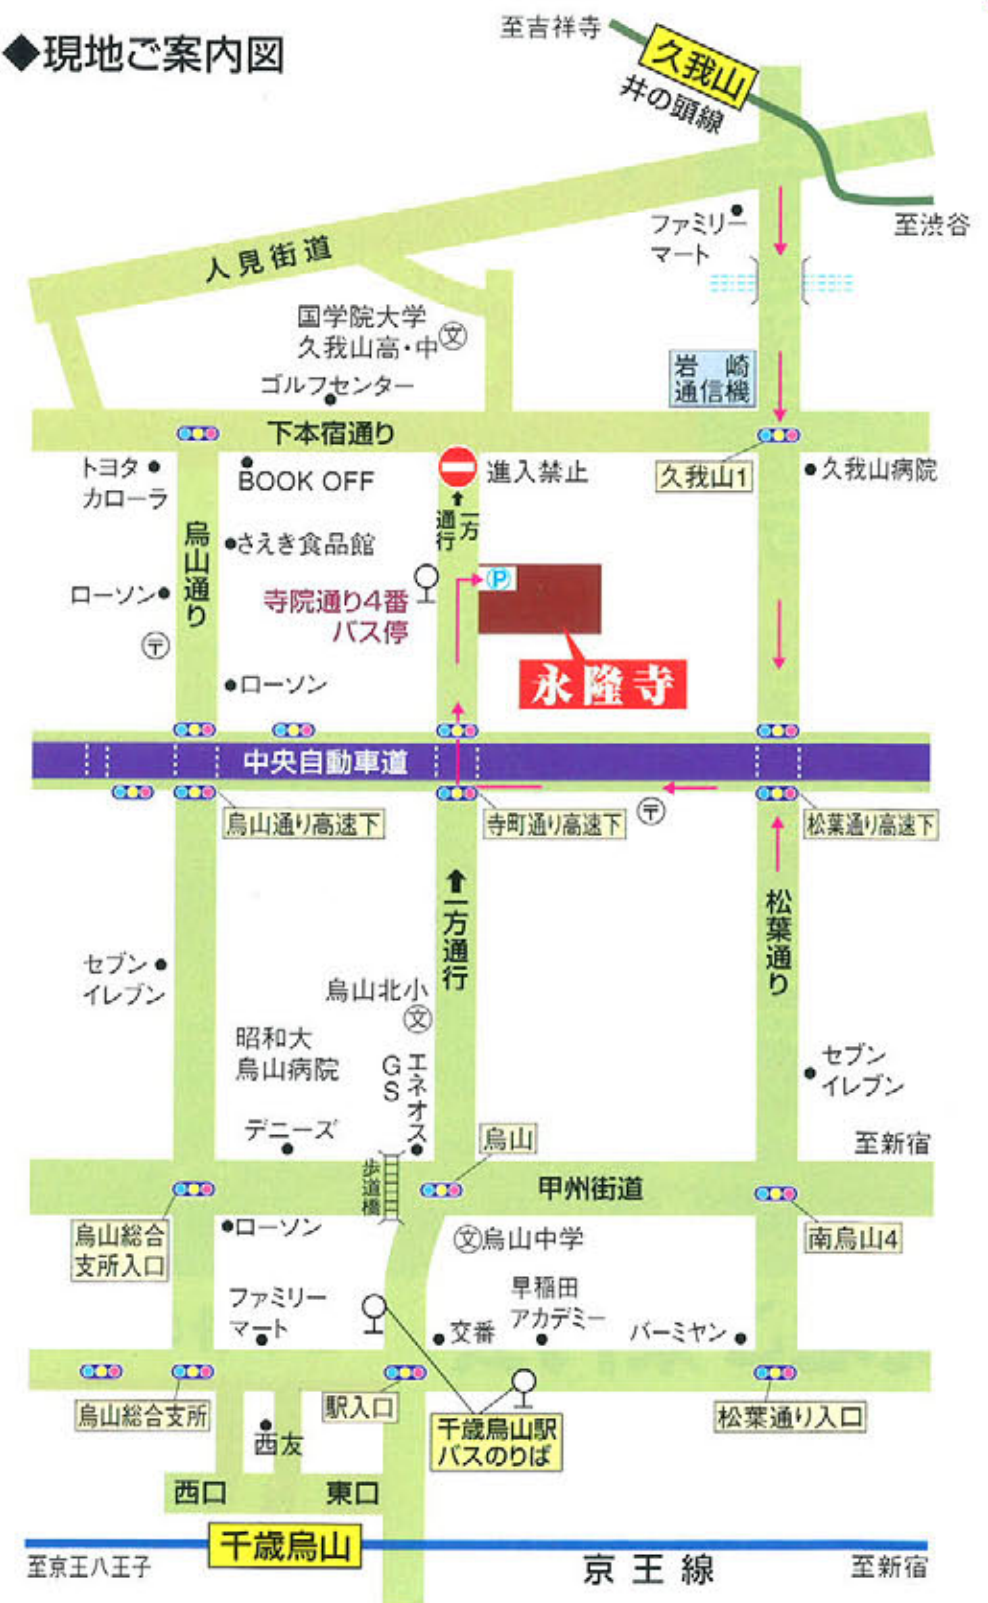 ◆現地ご案内図
至吉祥寺
久我山
井の頭線
至渋谷
ファミリー
マート
人見街道
国学院大学
久我山高・中
文
ゴルフセンター
岩崎
通信機
下本宿通り
久我山1
久我山病院
トヨタ
カローラ
BOOK OFF
進入禁止
一方
通行
烏山通り
さえき食品館
ローソン
寺院通り4番
バス停
P
永隆寺
〒
ローソン
中央自動車道
烏山通り高速下
寺町通り高速下
〒
松葉通り高速下
一方通行
松葉通り
セブン
イレブン
烏山北小
文
昭和大
烏山病院
エネオス
GS
セブン
イレブン
デニーズ
烏山
至新宿
歩道橋
甲州街道
烏山総合
支所入口
ローソン
文烏山中学
南烏山4
ファミリー
マート
早稲田
アカデミー
交番
バーミヤン
烏山総合支所
駅入口
千歳烏山駅
バスのりば
松葉通り入口
西友
西口
東口
千歳烏山
至京王八王子
京王線
至新宿